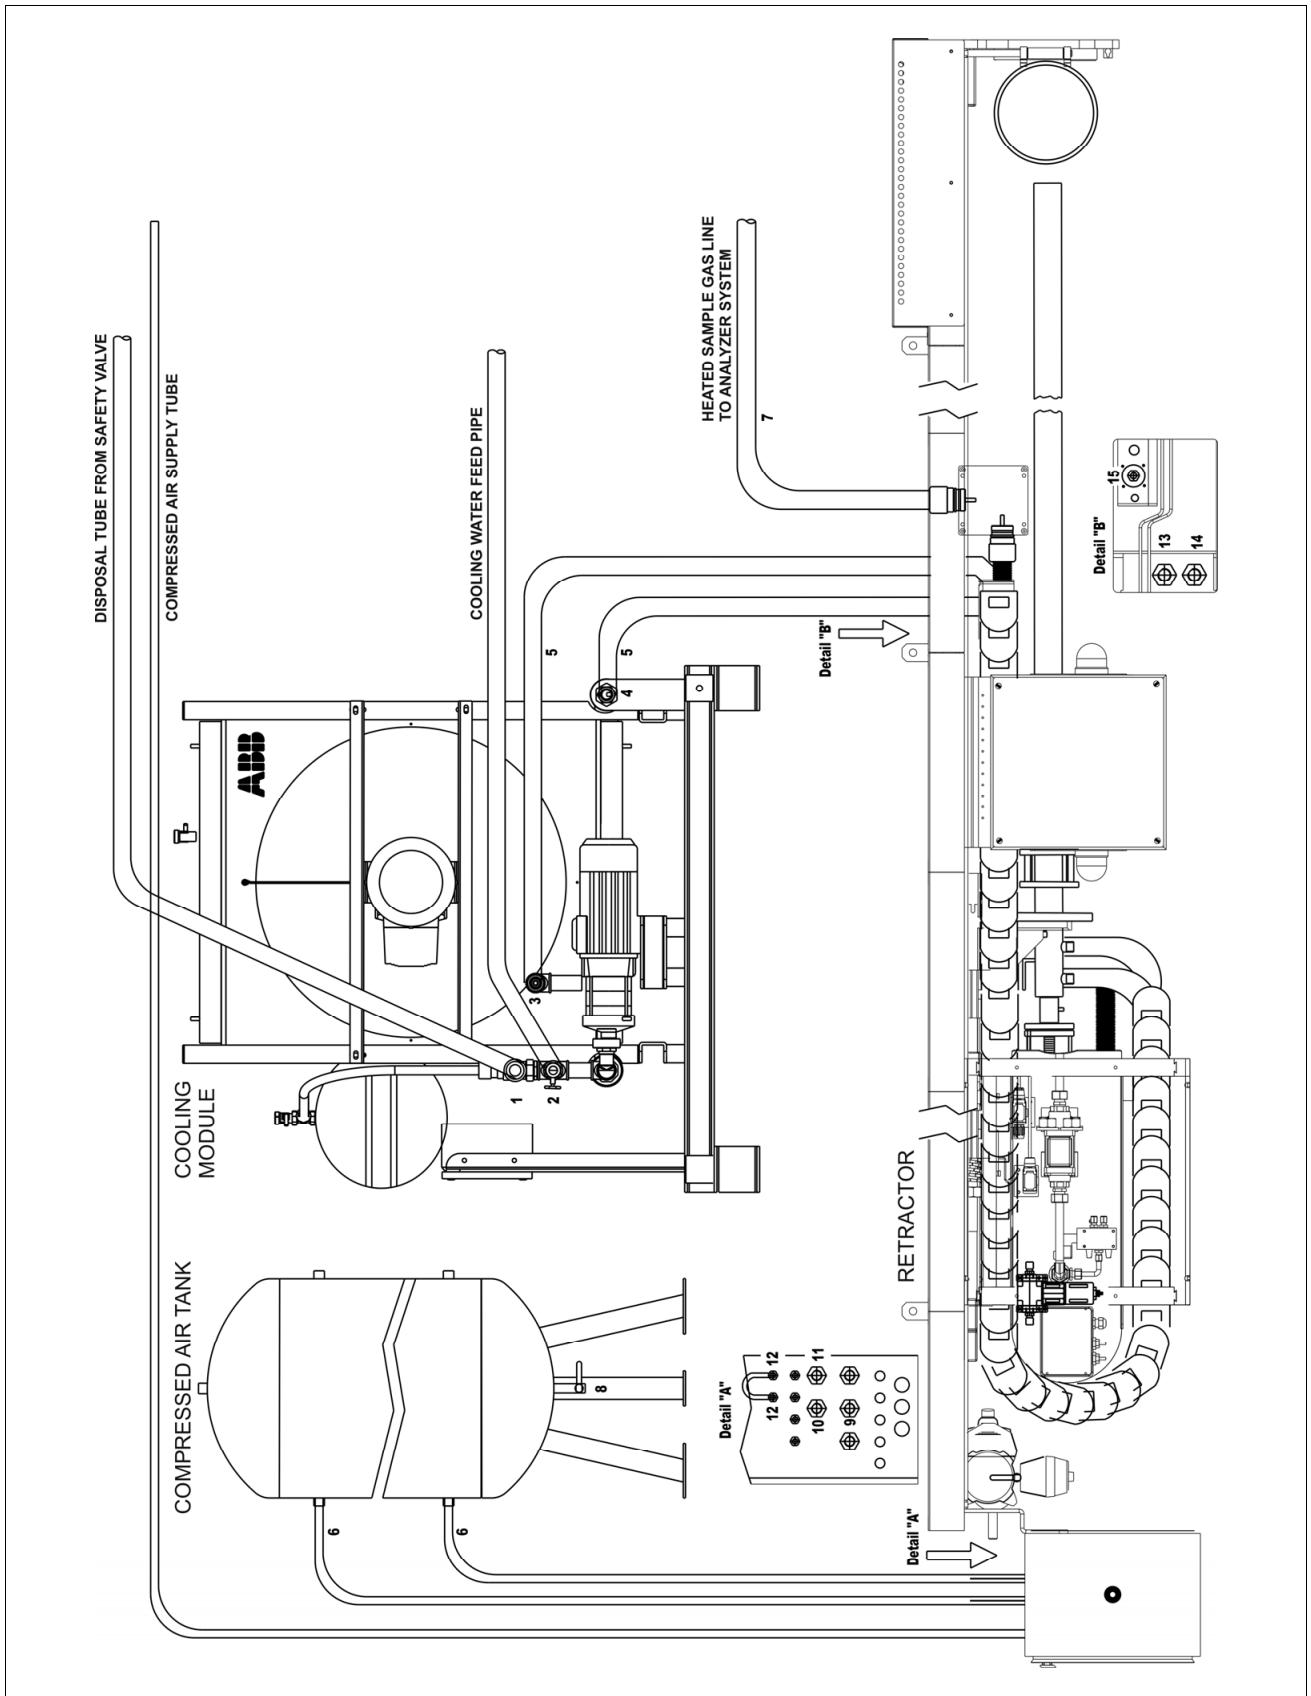 DISPOSAL TUBE FROM SAFETY VALVE
COMPRESSED AIR SUPPLY TUBE
COOLING WATER FEED PIPE
HEATED SAMPLE GAS LINE
TO ANALYZER SYSTEM
7
ABB
5
5
4
3
1
2
COOLING
MODULE
Detail "B"
Detail "B"
15
13
14
COMPRESSED AIR TANK
8
6
6
RETRACTOR
Detail "A"
12
12
11
10
9
Detail "A"